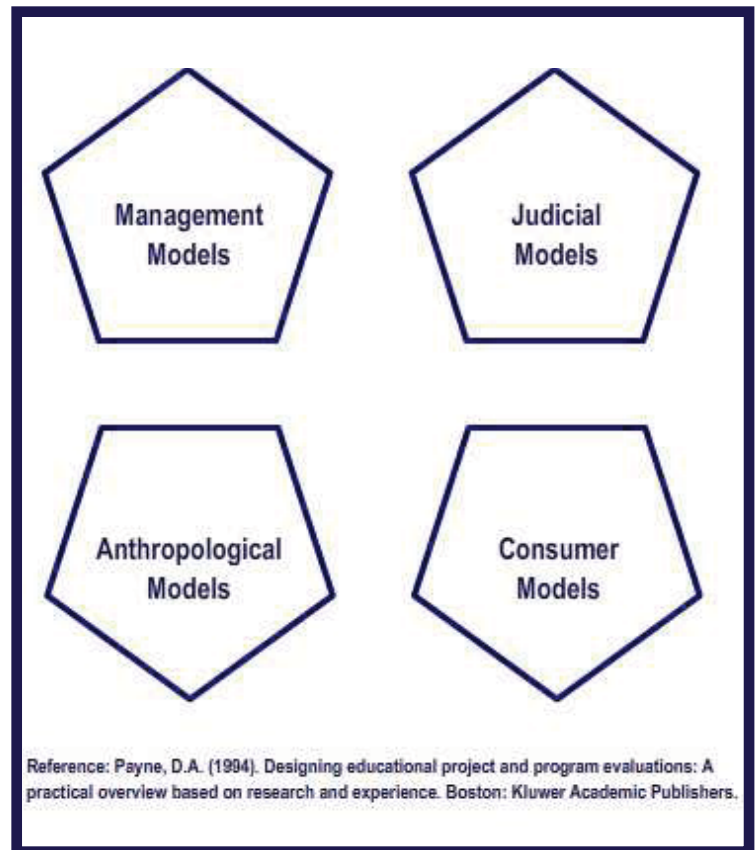 Management
Models
Judicial
Models
Anthropological
Models
Consumer
Models
Reference: Payne, D.A. (1994). Designing educational project and program evaluations: A
practical overview based on research and experience. Boston: Kluwer Academic Publishers.